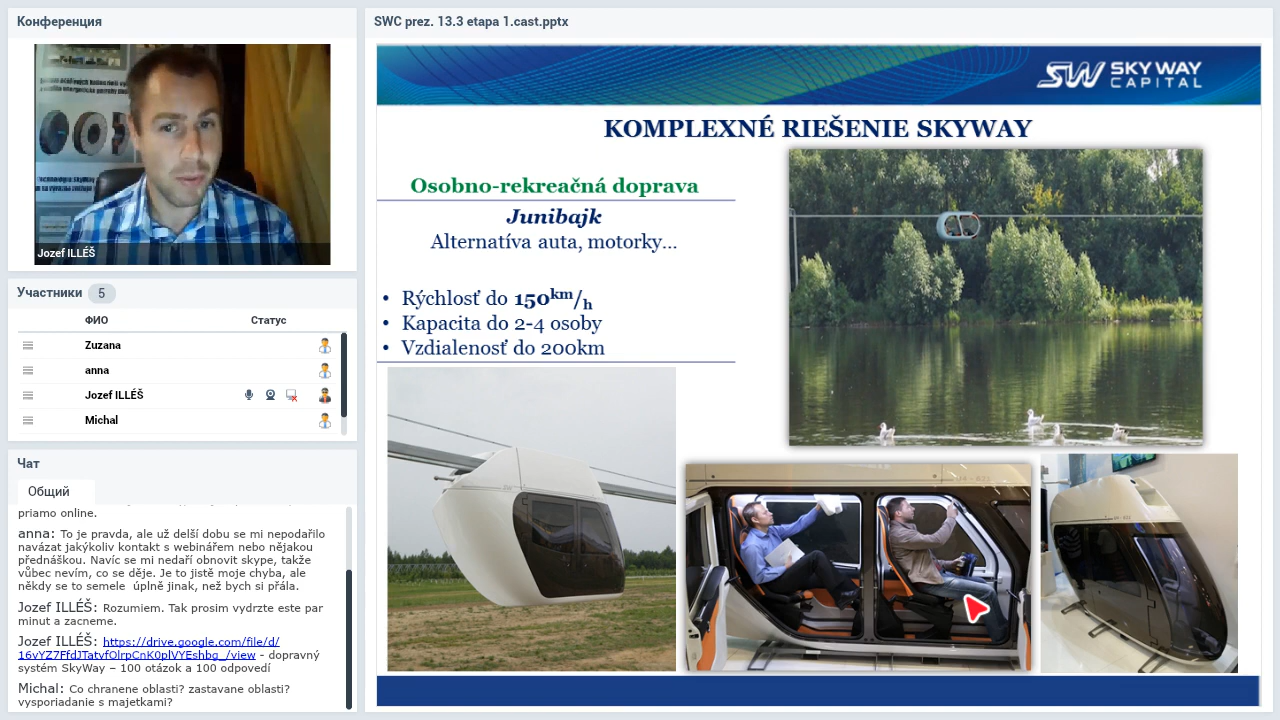 Конференция
Jozef ILLÉŠ
Участники 5
ФИО Статус
Zuzana
anna
Jozef ILLÉŠ
Michal
Чат
Общий
priamo online.
anna: To je pravda, ale už delší dobu se mi nepodařilo
navázat jakýkoliv kontakt s webinářem nebo nějakou
přednáškou. Navíc se mi nedaří obnovit skype, takže
vůbec nevím, co se děje. Je to jistě moje chyba, ale
někdy se to semele úplně jinak, než bych si přála.
Jozef ILLÉŠ: Rozumiem. Tak prosim vydrzte este par
minut a zacneme.
Jozef ILLÉŠ: https://drive.google.com/file/d/
16vYZ7FfdJTatvfOlrpCnK0plVYEshbg_/view - dopravný
systém SkyWay – 100 otázok a 100 odpovedí
Michal: Co chranene oblasti? zastavane oblasti?
vysporiadanie s majetkami?
SWC prez. 13.3 etapa 1.cast.pptx
SW SKY WAY
CAPITAL
KOMPLEXNÉ RIEŠENIE SKYWAY
Osobno-rekreačná doprava
Junibajk
Alternatíva auta, motorky...
• Rýchlosť do 150km/h
• Kapacita do 2-4 osoby
• Vzdialenosť do 200km